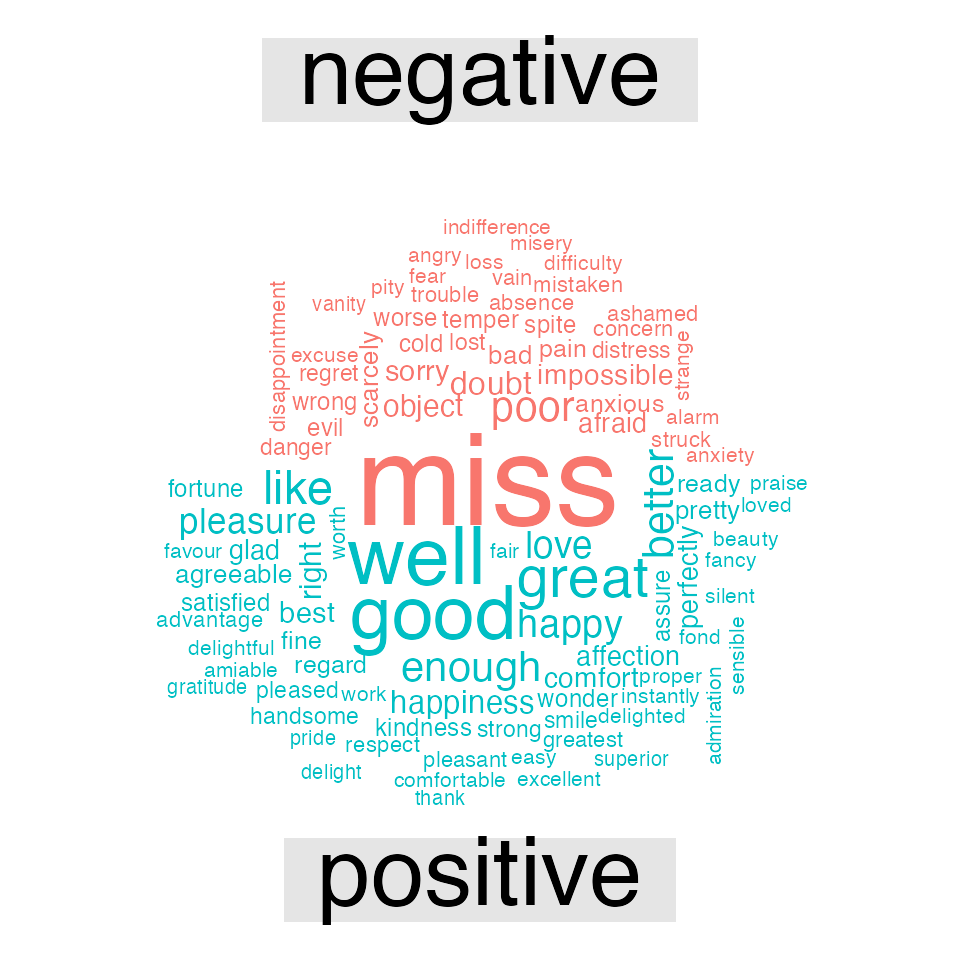 negative
indifference
misery
angry
loss
difficulty
fear
vain
mistaken
pity
trouble
absence
vanity
disappointment
worse
temper
spite
ashamed
concern
cold
lost
scarcely
excuse
bad
pain
distress
strange
regret
sorry
doubt
impossible
wrong
object
poor
anxious
evil
afraid
alarm
danger
struck
anxiety
miss
fortune
like
better
ready
praise
pleasure
worth
pretty
loved
well
fair
love
favour
glad
right
perfectly
beauty
fancy
agreeable
great
assure
satisfied
good
silent
advantage
best
happy
fine
fond
sensible
delightful
affection
amiable
regard
enough
comfort
proper
gratitude
pleased
work
happiness
wonder
instantly
admiration
handsome
kindness
strong
smile
delighted
pride
respect
greatest
pleasant
easy
superior
delight
comfortable
excellent
thank
positive